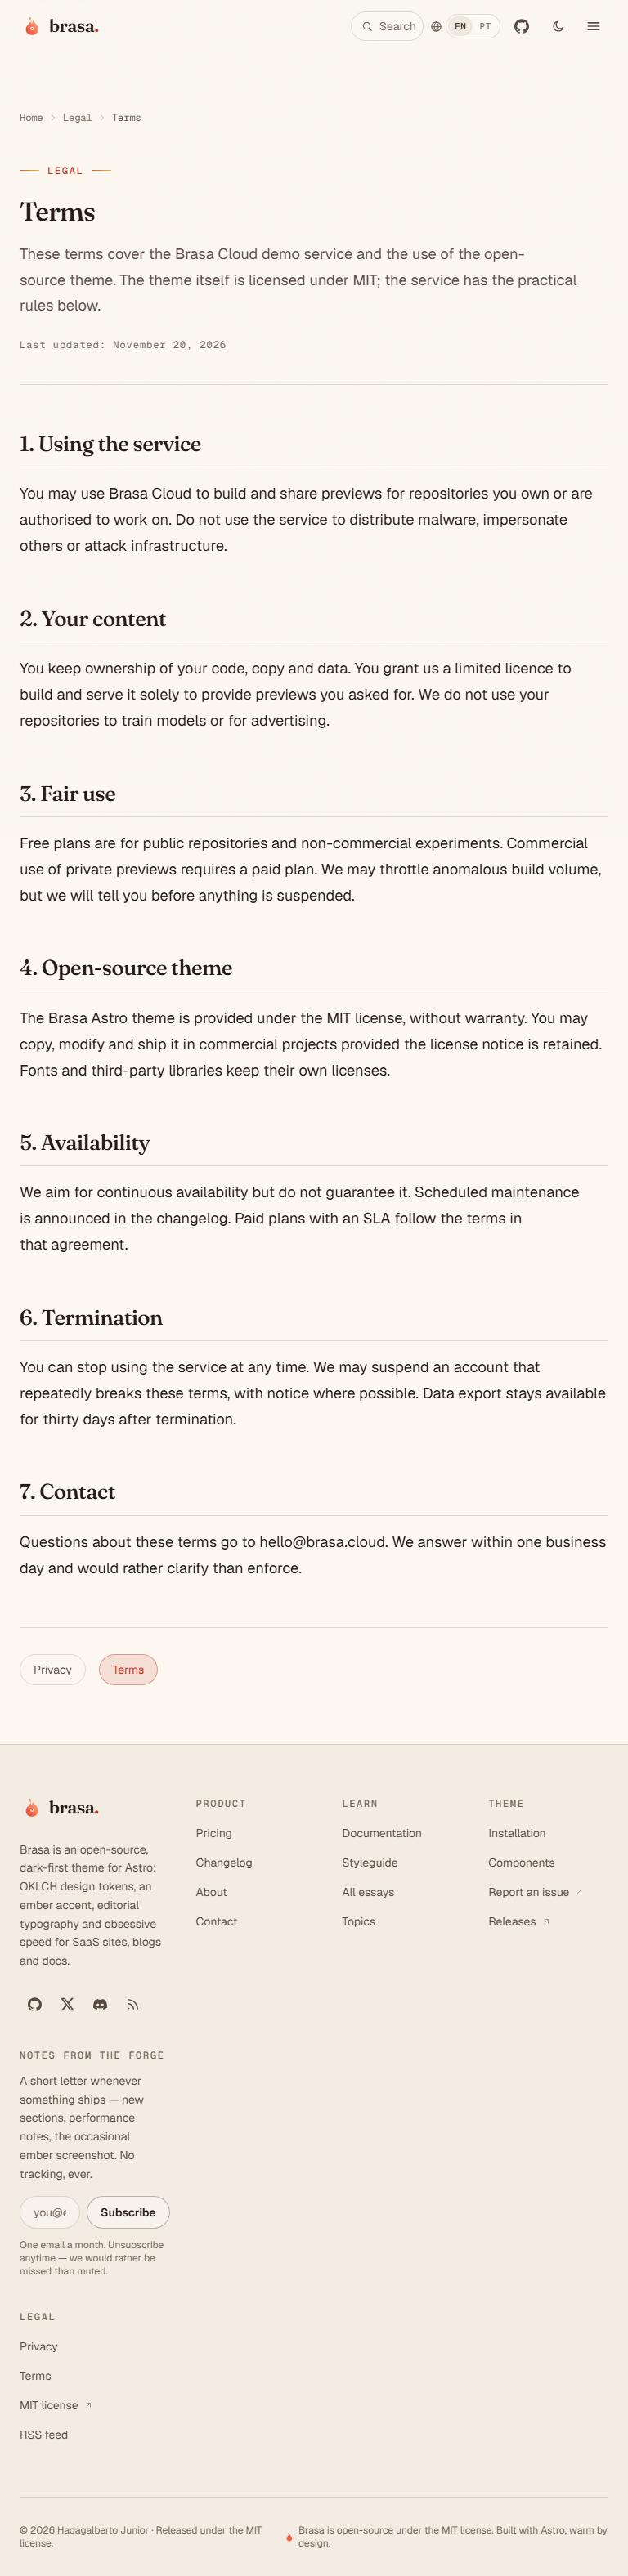 brasa.
Search
EN PT
Home > Legal > Terms
LEGAL
Terms
These terms cover the Brasa Cloud demo service and the use of the open-
source theme. The theme itself is licensed under MIT; the service has the practical
rules below.
Last updated: November 20, 2026
1. Using the service
You may use Brasa Cloud to build and share previews for repositories you own or are
authorised to work on. Do not use the service to distribute malware, impersonate
others or attack infrastructure.
2. Your content
You keep ownership of your code, copy and data. You grant us a limited licence to
build and serve it solely to provide previews you asked for. We do not use your
repositories to train models or for advertising.
3. Fair use
Free plans are for public repositories and non-commercial experiments. Commercial
use of private previews requires a paid plan. We may throttle anomalous build volume,
but we will tell you before anything is suspended.
4. Open-source theme
The Brasa Astro theme is provided under the MIT license, without warranty. You may
copy, modify and ship it in commercial projects provided the license notice is retained.
Fonts and third-party libraries keep their own licenses.
5. Availability
We aim for continuous availability but do not guarantee it. Scheduled maintenance
is announced in the changelog. Paid plans with an SLA follow the terms in
that agreement.
6. Termination
You can stop using the service at any time. We may suspend an account that
repeatedly breaks these terms, with notice where possible. Data export stays available
for thirty days after termination.
7. Contact
Questions about these terms go to hello@brasa.cloud. We answer within one business
day and would rather clarify than enforce.
Privacy
Terms
brasa.
Brasa is an open-source,
dark-first theme for Astro:
OKLCH design tokens, an
ember accent, editorial
typography and obsessive
speed for SaaS sites, blogs
and docs.
NOTES FROM THE FORGE
A short letter whenever
something ships — new
sections, performance
notes, the occasional
ember screenshot. No
tracking, ever.
you@e
Subscribe
One email a month. Unsubscribe
anytime — we would rather be
missed than muted.
PRODUCT
Pricing
Changelog
About
Contact
LEARN
Documentation
Styleguide
All essays
Topics
THEME
Installation
Components
Report an issue
Releases
LEGAL
Privacy
Terms
MIT license
RSS feed
© 2026 Hadagalberto Junior · Released under the MIT
license.
Brasa is open-source under the MIT license. Built with Astro, warm by
design.